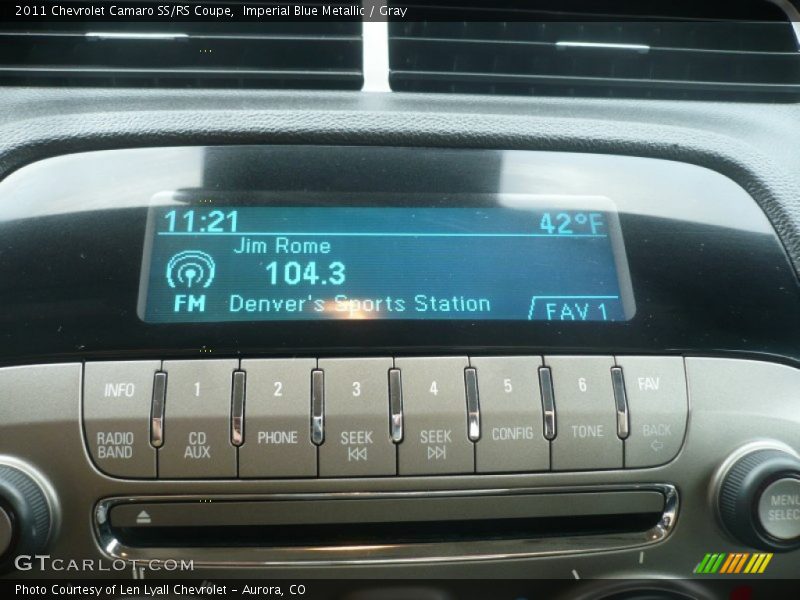 2011 Chevrolet Camaro SS/RS Coupe,  Imperial Blue Metallic / Gray
11:21 42°F
Jim Rome
104.3
FM Denver's Sports Station FAV 1
INFO 1 2 3 4 5 6 FAV
RADIO BAND CD AUX PHONE SEEK SEEK CONFIG TONE BACK
MENU
SELECT
GTCARLOT.COM
Photo Courtesy of Len Lyall Chevrolet - Aurora, CO